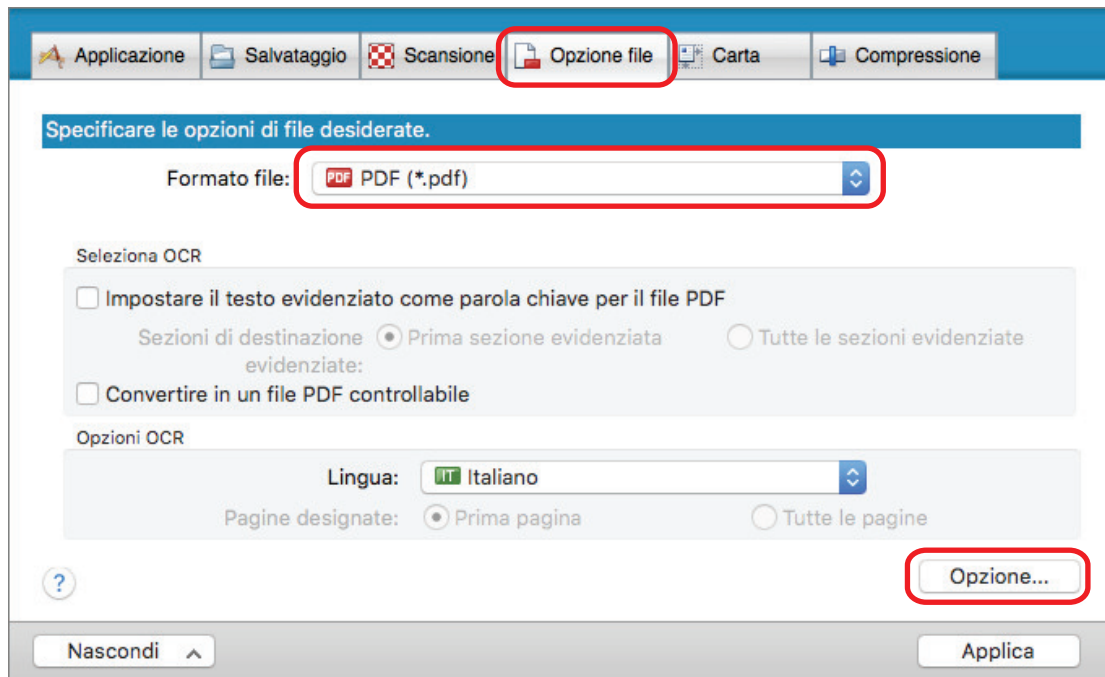 Applicazione Salvataggio Scansione Opzione file Carta Compressione
Specificare le opzioni di file desiderate.
Formato file: PDF PDF (*.pdf)
Seleziona OCR
Impostare il testo evidenziato come parola chiave per il file PDF
Sezioni di destinazione evidenziate: Prima sezione evidenziata Tutte le sezioni evidenziate
Convertire in un file PDF controllabile
Opzioni OCR
Lingua: IT Italiano
Pagine designate: Prima pagina Tutte le pagine
? Opzione...
Nascondi Applica